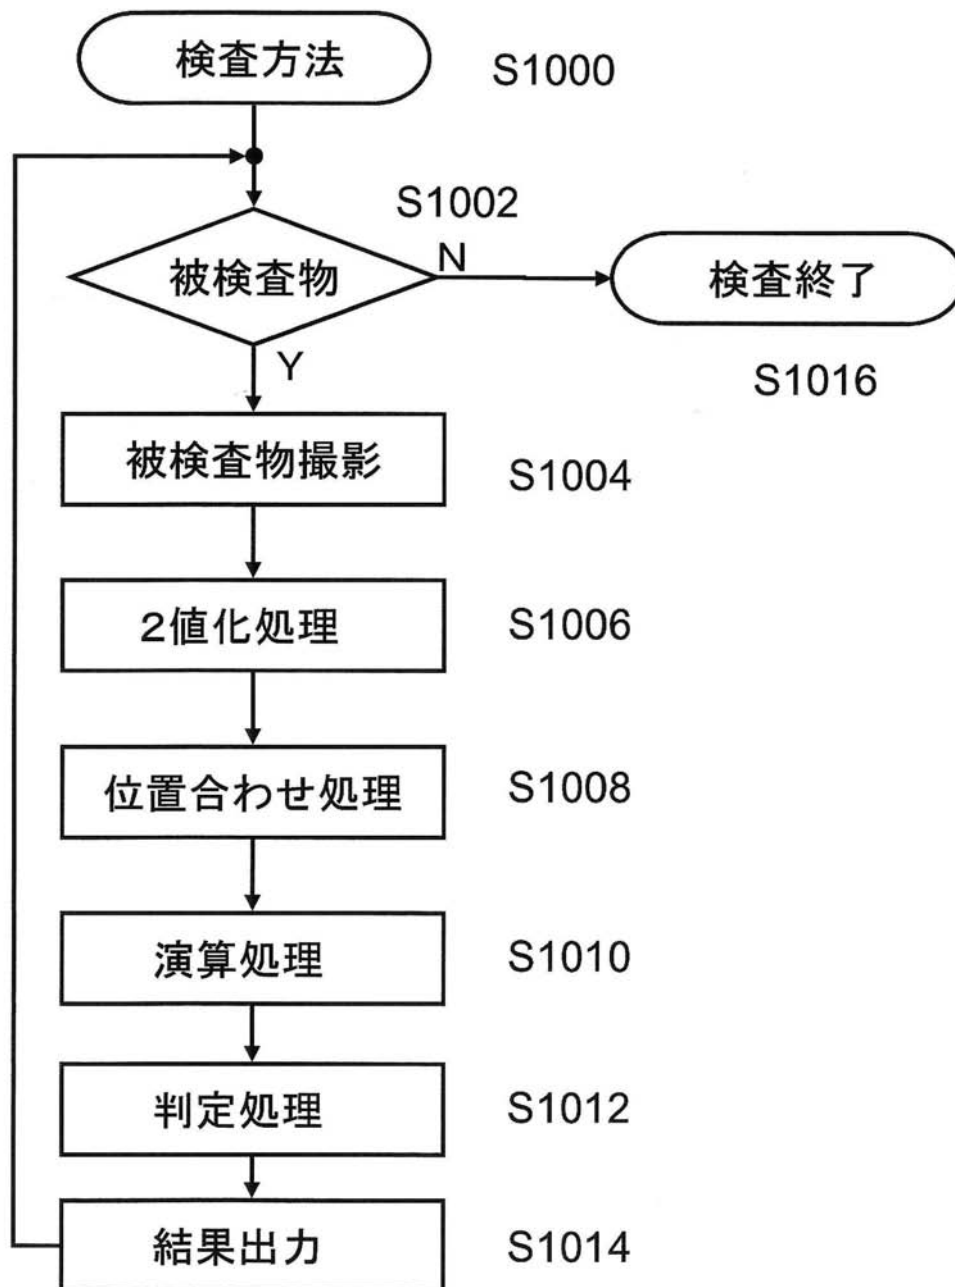 検査方法
S1000
S1002
被検査物
N
検査終了
Y
S1016
被検査物撮影
S1004
2値化処理
S1006
位置合わせ処理
S1008
演算処理
S1010
判定処理
S1012
結果出力
S1014